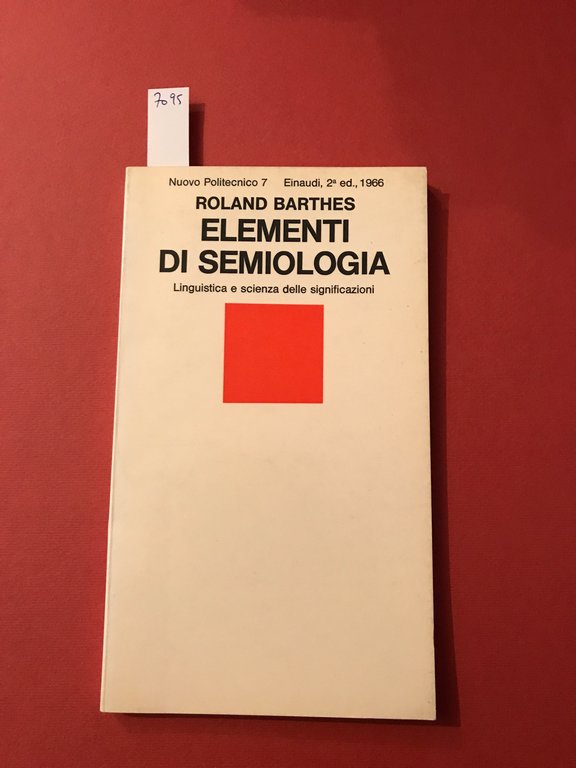 7095
Nuovo Politecnico 7 Einaudi, 2ª ed., 1966
ROLAND BARTHES
ELEMENTI
DI SEMIOLOGIA
Linguistica e scienza delle significazioni